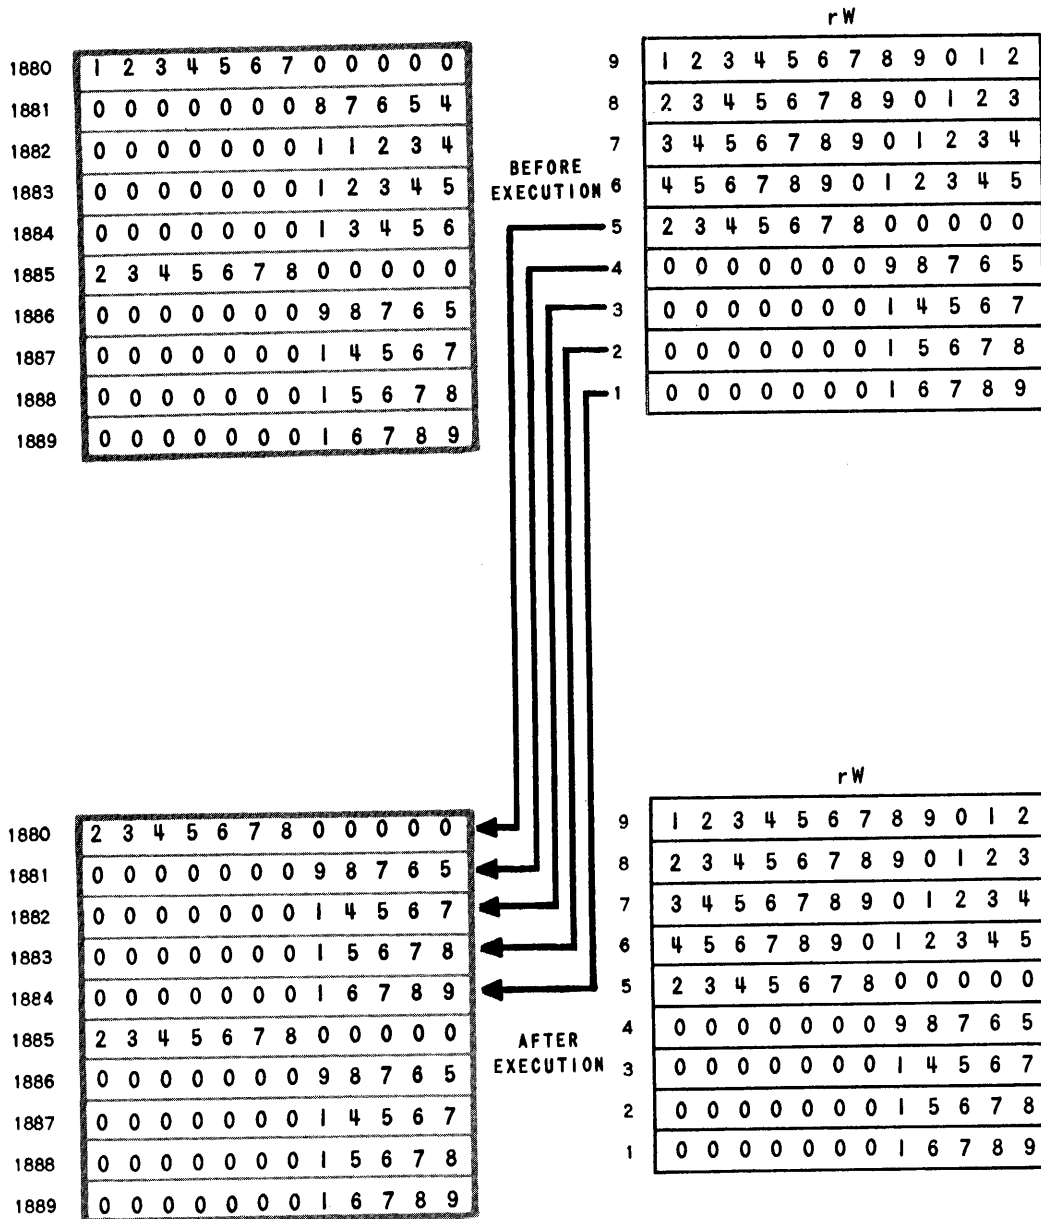 1880 1 2 3 4 5 6 7 0 0 0 0 0
1881 0 0 0 0 0 0 0 8 7 6 5 4
1882 0 0 0 0 0 0 0 1 1 2 3 4
1883 0 0 0 0 0 0 0 1 2 3 4 5
1884 0 0 0 0 0 0 0 1 3 4 5 6
1885 2 3 4 5 6 7 8 0 0 0 0 0
1886 0 0 0 0 0 0 0 9 8 7 6 5
1887 0 0 0 0 0 0 0 1 4 5 6 7
1888 0 0 0 0 0 0 0 1 5 6 7 8
1889 0 0 0 0 0 0 0 1 6 7 8 9
BEFORE
EXECUTION
rW
9 1 2 3 4 5 6 7 8 9 0 1 2
8 2 3 4 5 6 7 8 9 0 1 2 3
7 3 4 5 6 7 8 9 0 1 2 3 4
6 4 5 6 7 8 9 0 1 2 3 4 5
5 2 3 4 5 6 7 8 0 0 0 0 0
4 0 0 0 0 0 0 0 9 8 7 6 5
3 0 0 0 0 0 0 0 1 4 5 6 7
2 0 0 0 0 0 0 0 1 5 6 7 8
1 0 0 0 0 0 0 0 1 6 7 8 9
1880 2 3 4 5 6 7 8 0 0 0 0 0
1881 0 0 0 0 0 0 0 9 8 7 6 5
1882 0 0 0 0 0 0 0 1 4 5 6 7
1883 0 0 0 0 0 0 0 1 5 6 7 8
1884 0 0 0 0 0 0 0 1 6 7 8 9
1885 2 3 4 5 6 7 8 0 0 0 0 0
1886 0 0 0 0 0 0 0 9 8 7 6 5
1887 0 0 0 0 0 0 0 1 4 5 6 7
1888 0 0 0 0 0 0 0 1 5 6 7 8
1889 0 0 0 0 0 0 0 1 6 7 8 9
AFTER
EXECUTION
rW
9 1 2 3 4 5 6 7 8 9 0 1 2
8 2 3 4 5 6 7 8 9 0 1 2 3
7 3 4 5 6 7 8 9 0 1 2 3 4
6 4 5 6 7 8 9 0 1 2 3 4 5
5 2 3 4 5 6 7 8 0 0 0 0 0
4 0 0 0 0 0 0 0 9 8 7 6 5
3 0 0 0 0 0 0 0 1 4 5 6 7
2 0 0 0 0 0 0 0 1 5 6 7 8
1 0 0 0 0 0 0 0 1 6 7 8 9